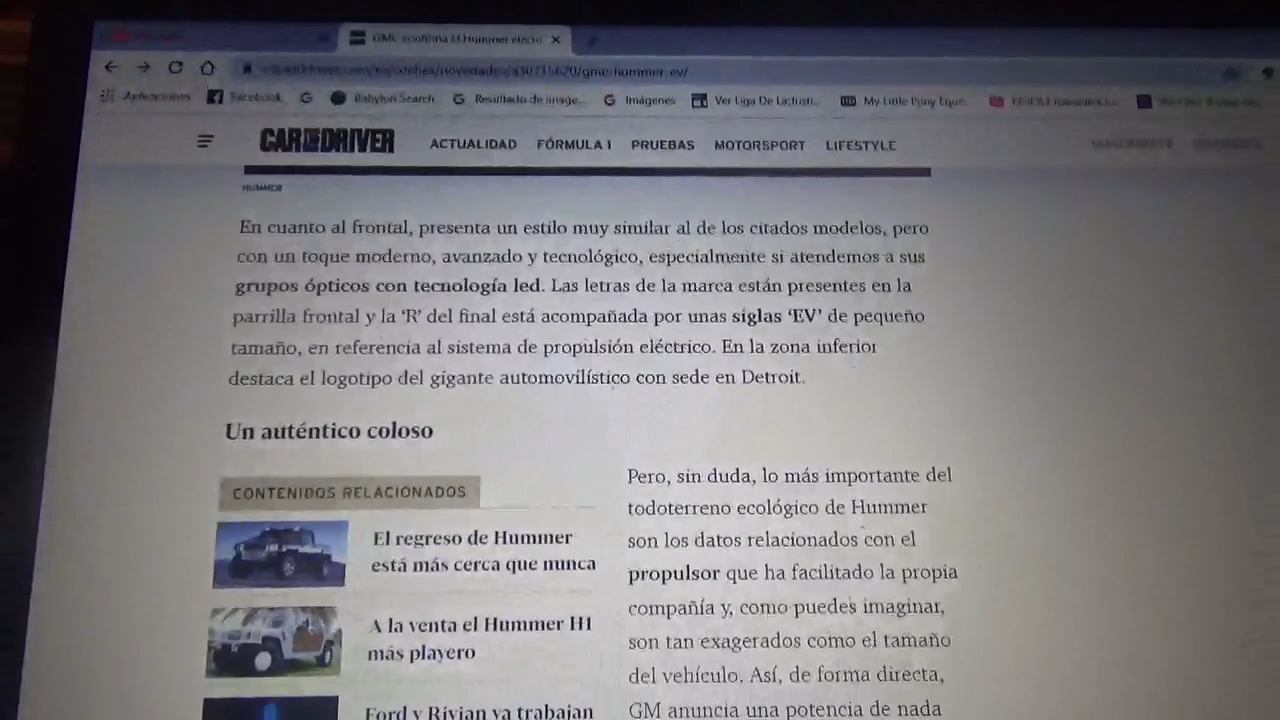 GMC confirma el Hummer eléctri
gmc-hummer-ev/
Aplicaciones Facebook G Babylon Search Resultado de image... Imágenes Ver Liga De La Justi... My Little Pony Eque...
CAR AND DRIVER ACTUALIDAD FÓRMULA 1 PRUEBAS MOTORSPORT LIFESTYLE
HUMMER
En cuanto al frontal, presenta un estilo muy similar al de los citados modelos, pero
con un toque moderno, avanzado y tecnológico, especialmente si atendemos a sus
grupos ópticos con tecnología led. Las letras de la marca están presentes en la
parrilla frontal y la ‘R’ del final está acompañada por unas siglas ‘EV’ de pequeño
tamaño, en referencia al sistema de propulsión eléctrico. En la zona inferior
destaca el logotipo del gigante automovilístico con sede en Detroit.
Un auténtico coloso
CONTENIDOS RELACIONADOS
El regreso de Hummer
está más cerca que nunca
A la venta el Hummer H1
más playero
Ford y Rivian ya trabajan
Pero, sin duda, lo más importante del
todoterreno ecológico de Hummer
son los datos relacionados con el
propulsor que ha facilitado la propia
compañía y, como puedes imaginar,
son tan exagerados como el tamaño
del vehículo. Así, de forma directa,
GM anuncia una potencia de nada